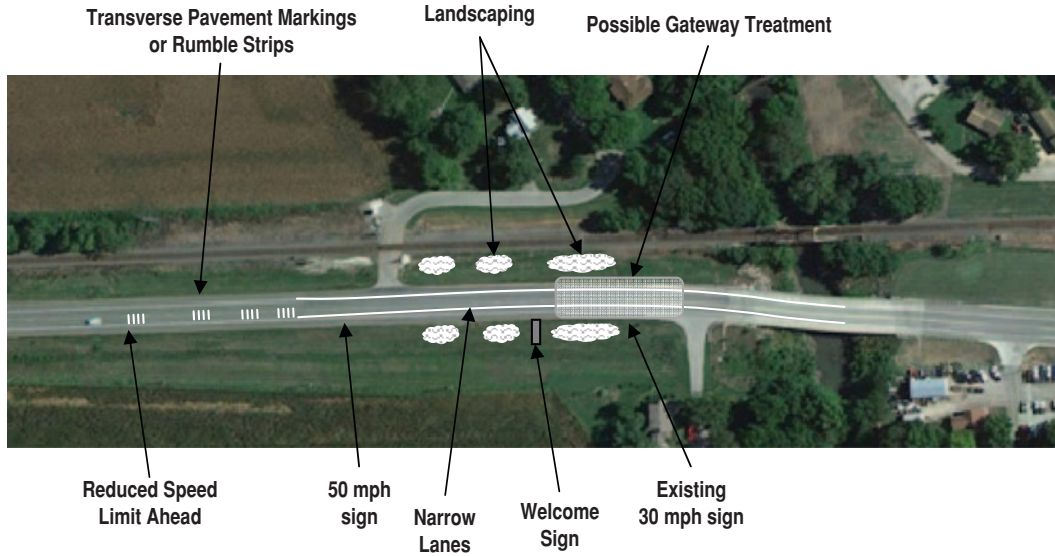 Transverse Pavement Markings
or Rumble Strips
Landscaping
Possible Gateway Treatment
Reduced Speed
Limit Ahead
50 mph
sign
Narrow
Lanes
Welcome
Sign
Existing
30 mph sign